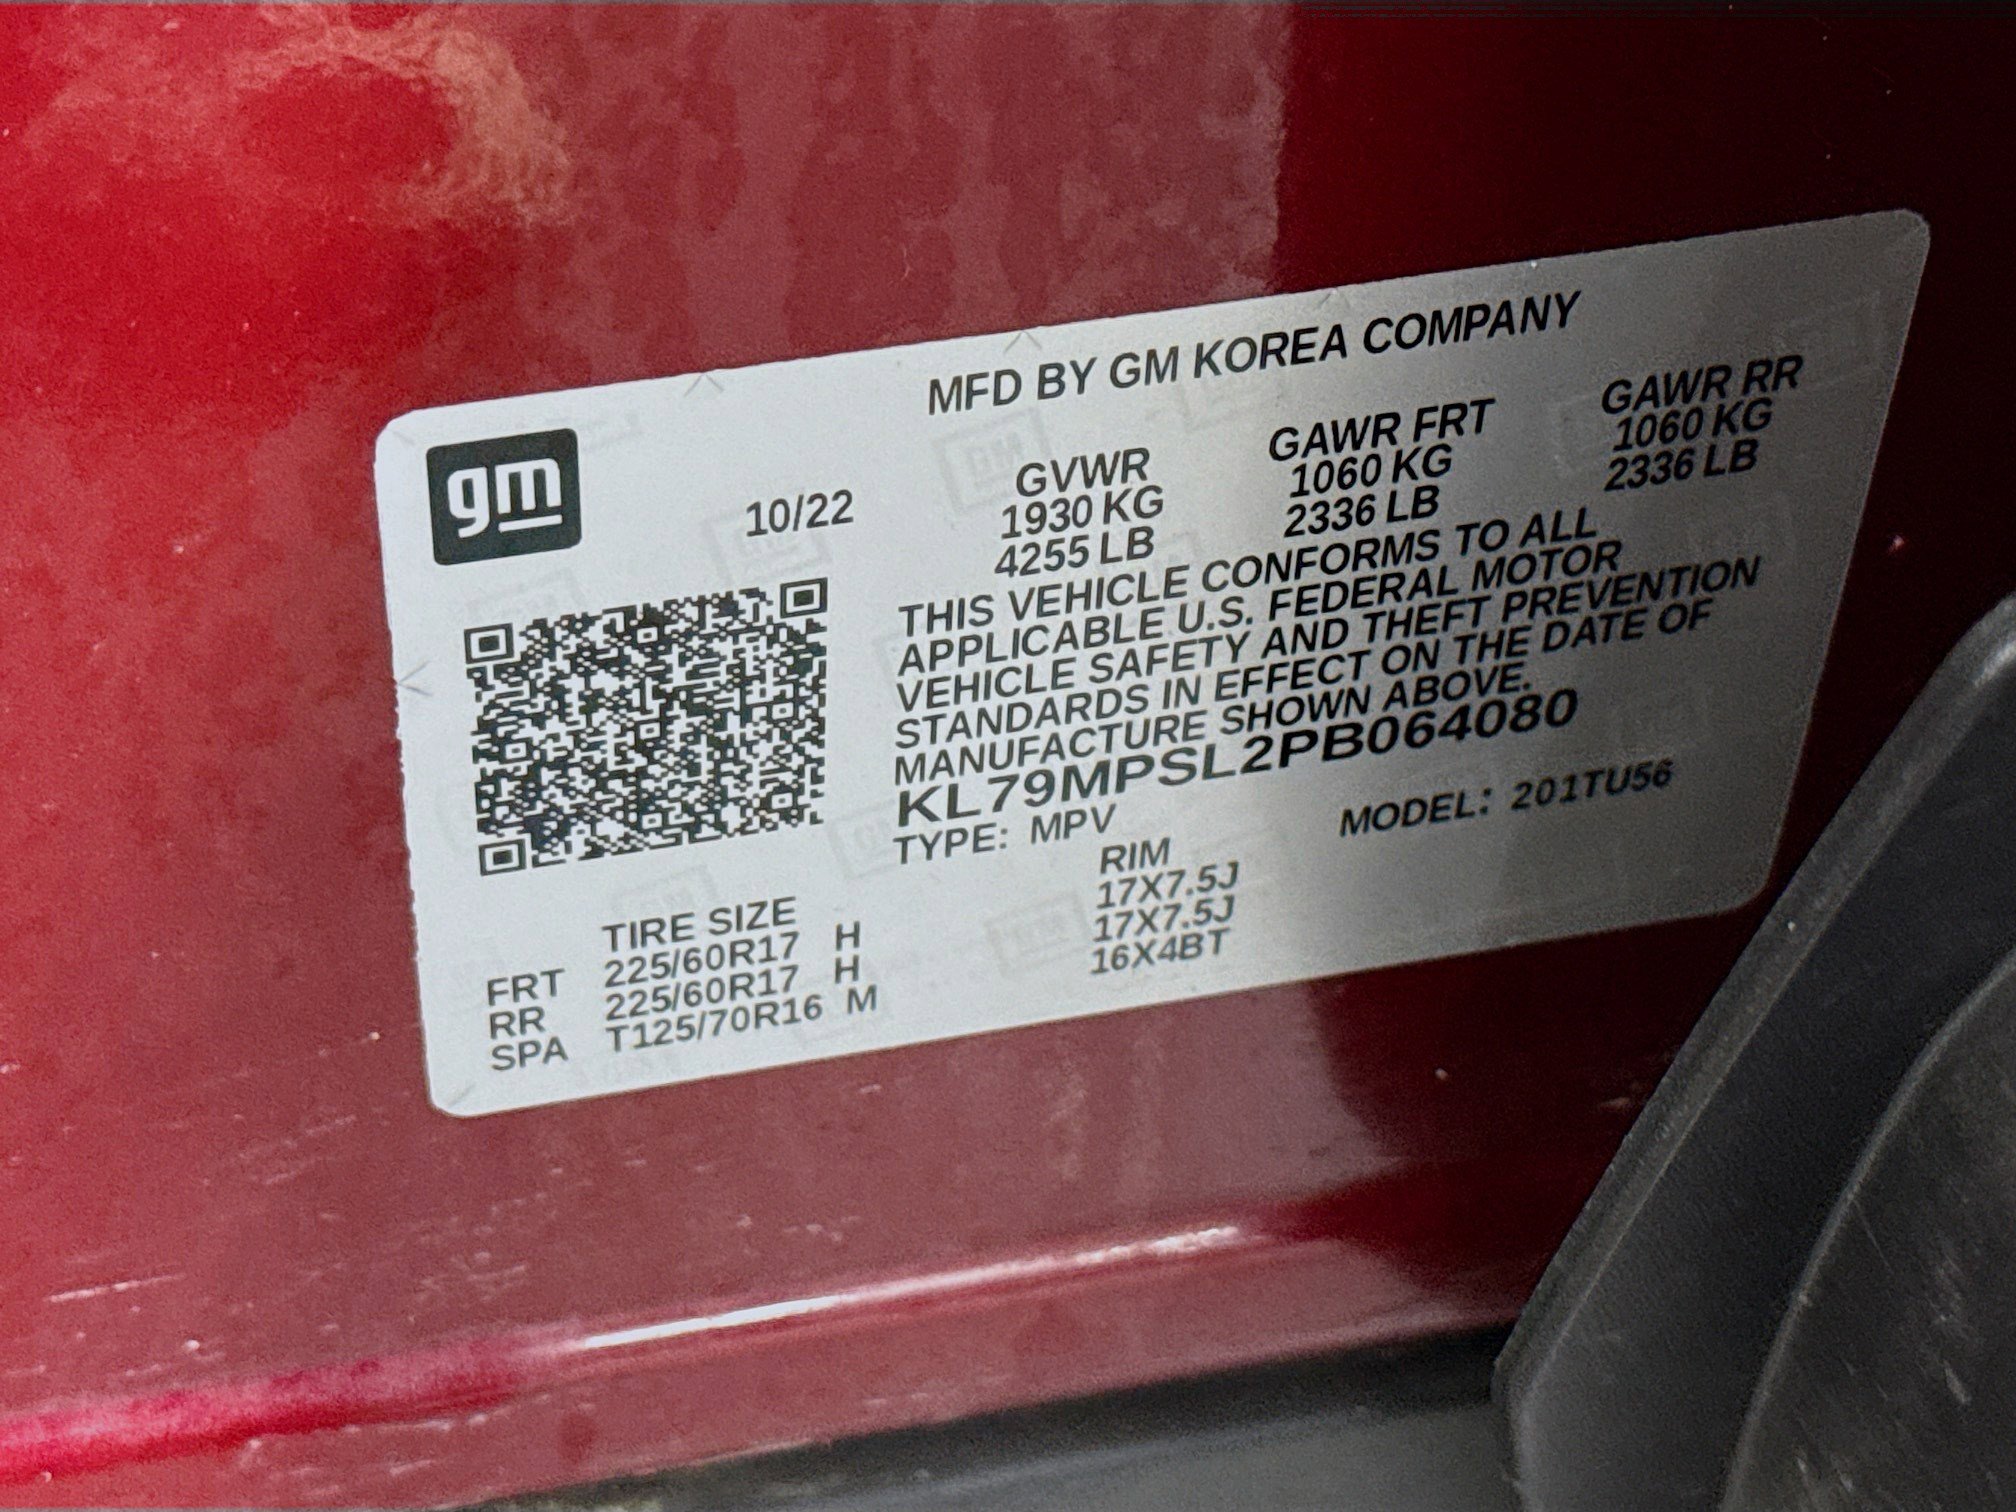 MFD BY GM KOREA COMPANY
gm
10/22
GVWR GAWR FRT GAWR RR
1930 KG 1060 KG 1060 KG
4255 LB 2336 LB 2336 LB
THIS VEHICLE CONFORMS TO ALL
APPLICABLE U.S. FEDERAL MOTOR
VEHICLE SAFETY AND THEFT PREVENTION
STANDARDS IN EFFECT ON THE DATE OF
MANUFACTURE SHOWN ABOVE.
KL79MPSL2PB064080
TYPE: MPV MODEL: 201TU56
TIRE SIZE RIM
FRT 225/60R17 H 17X7.5J
RR 225/60R17 H 17X7.5J
SPA T125/70R16 M 16X4BT